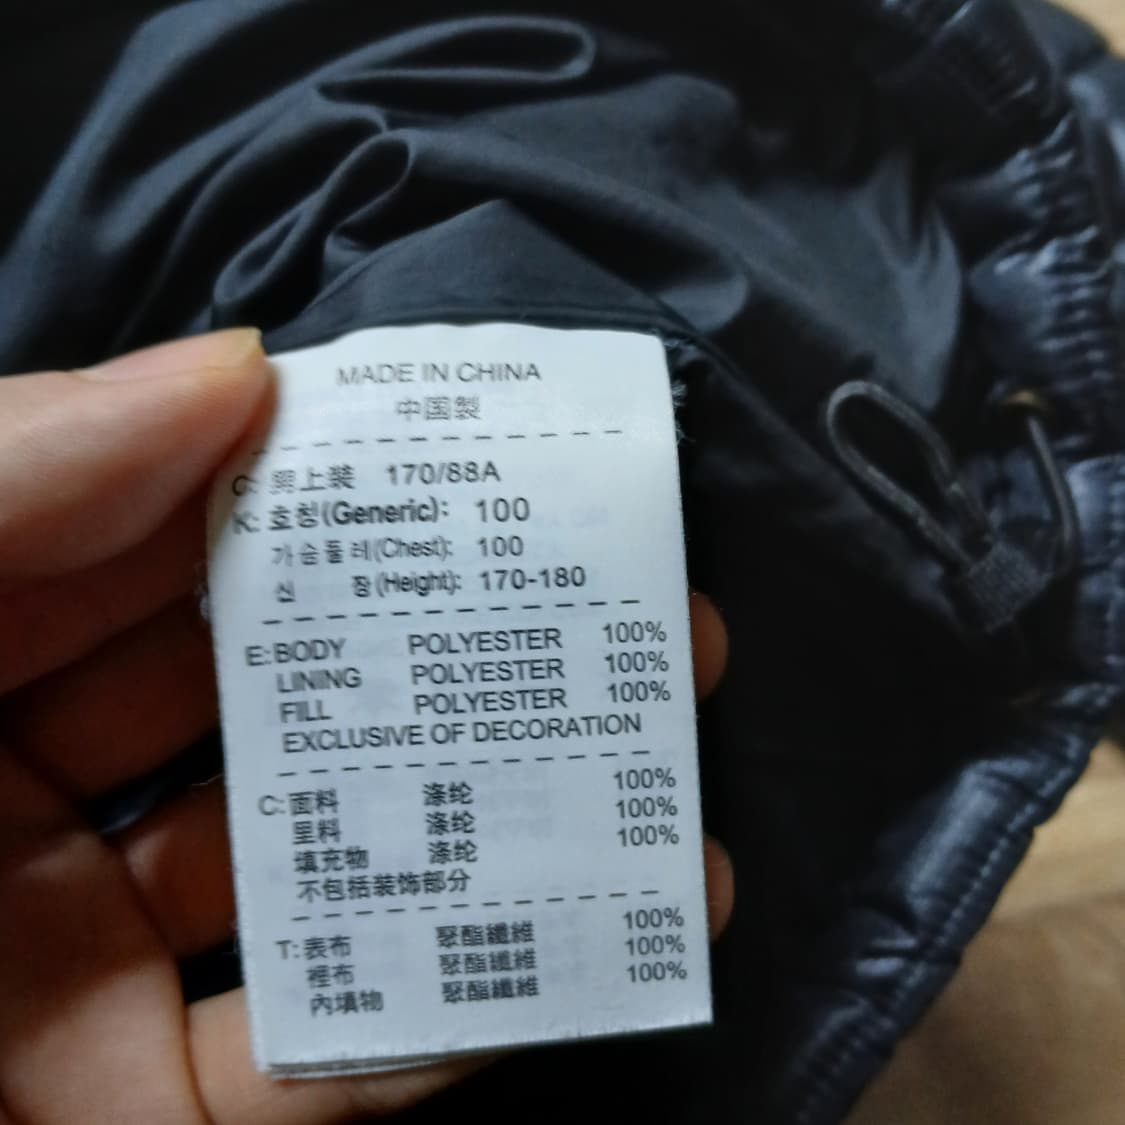 MADE IN CHINA
中国製
C: 男上装 170/88A
K: 호칭(Generic): 100
가슴둘레(Chest): 100
신 장(Height): 170-180
E: BODY POLYESTER 100%
LINING POLYESTER 100%
FILL POLYESTER 100%
EXCLUSIVE OF DECORATION
C: 面料 涤纶 100%
里料 涤纶 100%
填充物 涤纶 100%
不包括装饰部分
T: 表布 聚酯纖維 100%
裡布 聚酯纖維 100%
內填物 聚酯纖維 100%